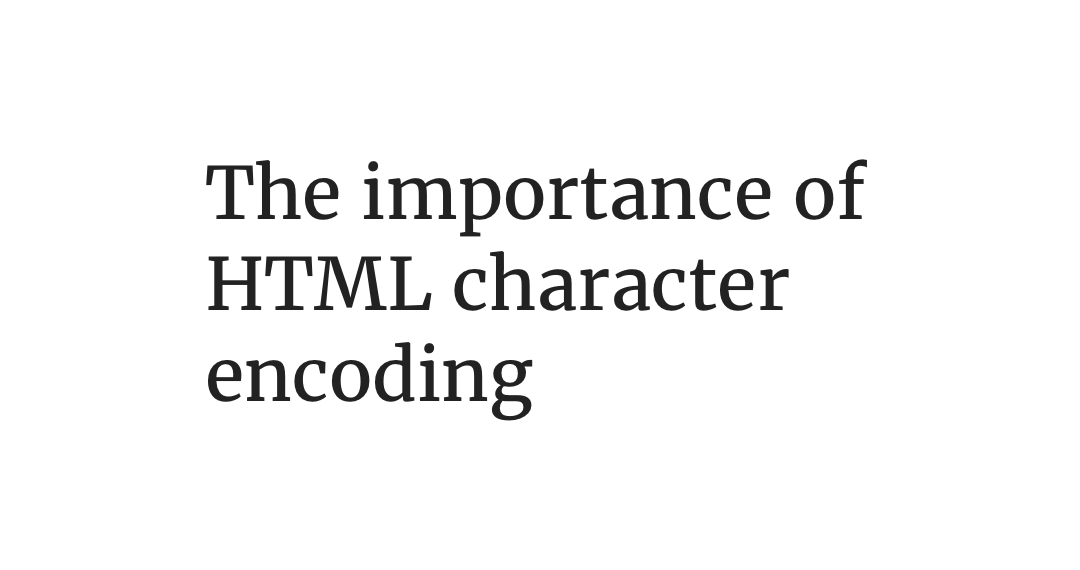 The importance of
HTML character
encoding